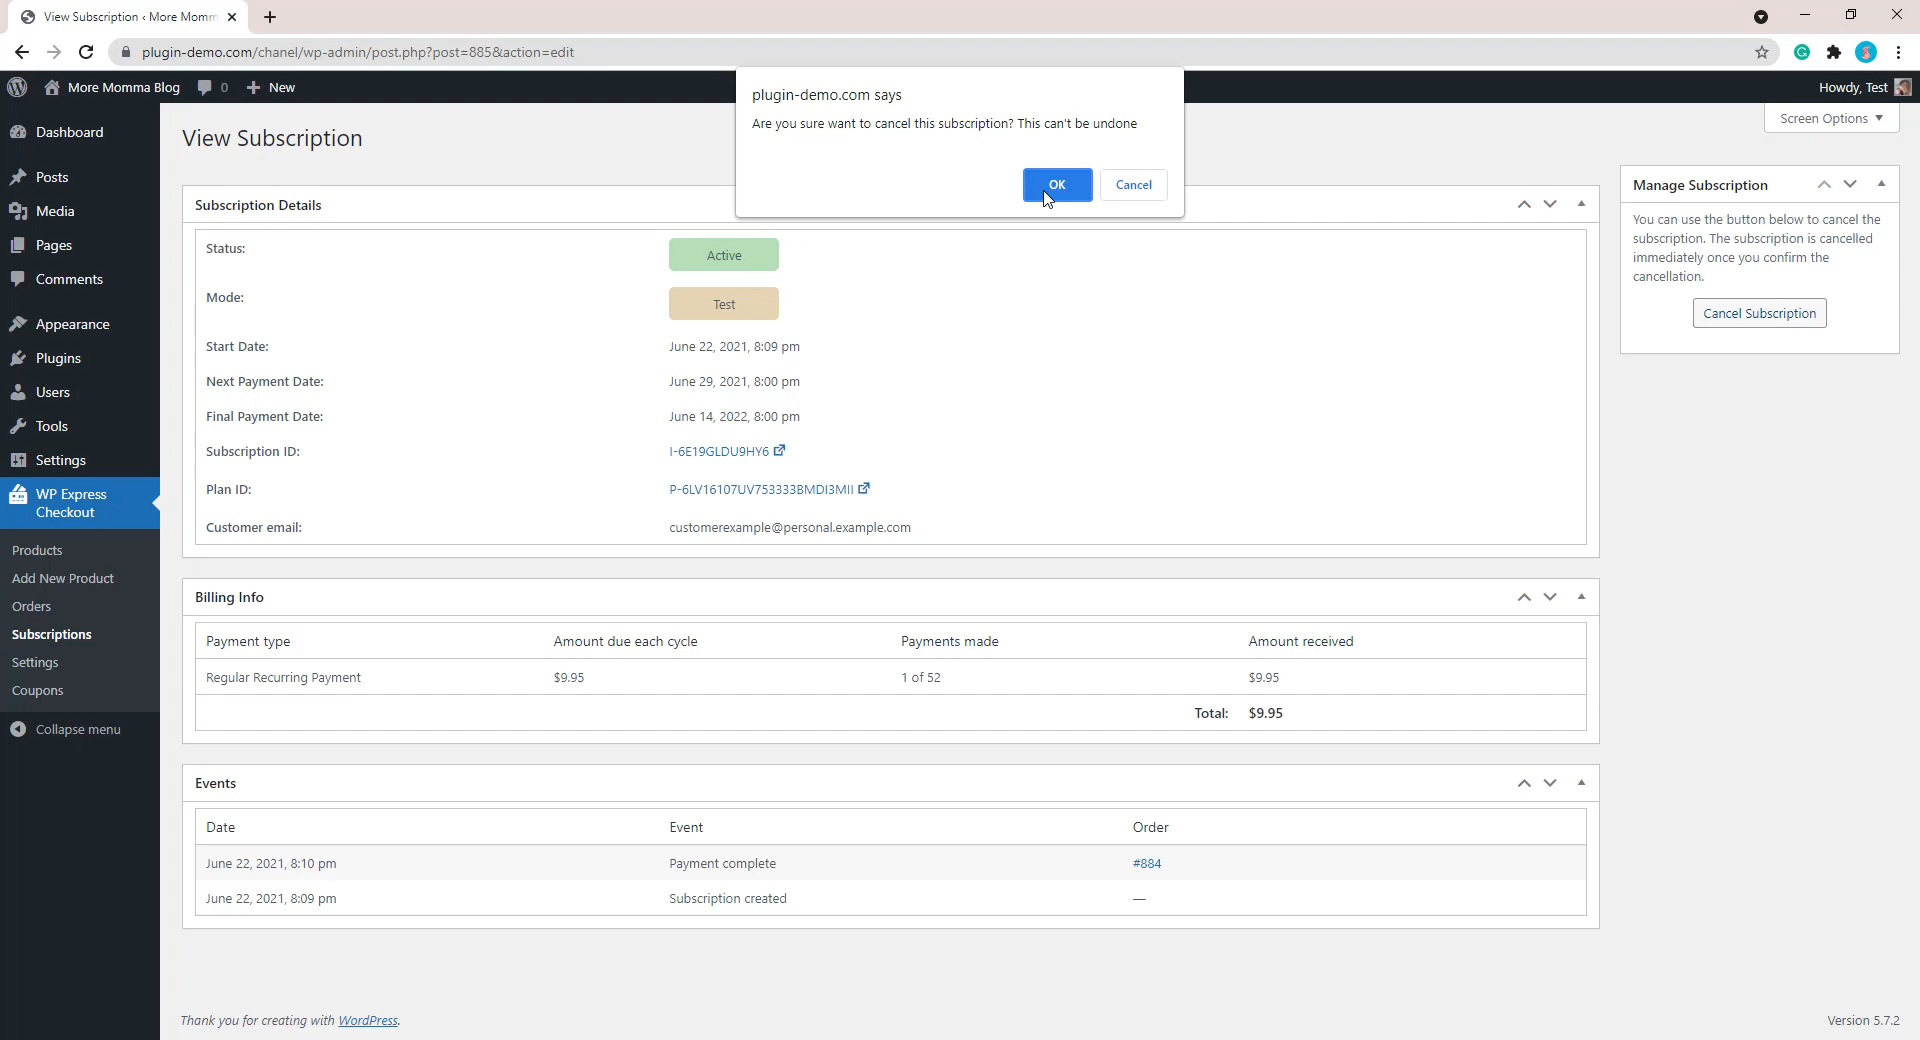 View Subscription ‹ More Momm
plugin-demo.com/chanel/wp-admin/post.php?post=885&action=edit
More Momma Blog
0
New
Howdy, Test
plugin-demo.com says
Are you sure want to cancel this subscription? This can't be undone
OK
Cancel
Screen Options
Dashboard
Posts
Media
Pages
Comments
Appearance
Plugins
Users
Tools
Settings
WP Express
Checkout
Products
Add New Product
Orders
Subscriptions
Settings
Coupons
Collapse menu
View Subscription
Subscription Details
Status: Active
Mode: Test
Start Date: June 22, 2021, 8:09 pm
Next Payment Date: June 29, 2021, 8:00 pm
Final Payment Date: June 14, 2022, 8:00 pm
Subscription ID: I-6E19GLDU9HY6
Plan ID: P-6LV16107UV753333BMDI3MII
Customer email: customerexample@personal.example.com
Manage Subscription
You can use the button below to cancel the
subscription. The subscription is cancelled
immediately once you confirm the
cancellation.
Cancel Subscription
Billing Info
Payment type Amount due each cycle Payments made Amount received
Regular Recurring Payment $9.95 1 of 52 $9.95
Total: $9.95
Events
Date Event Order
June 22, 2021, 8:10 pm Payment complete #884
June 22, 2021, 8:09 pm Subscription created —
Thank you for creating with WordPress.
Version 5.7.2